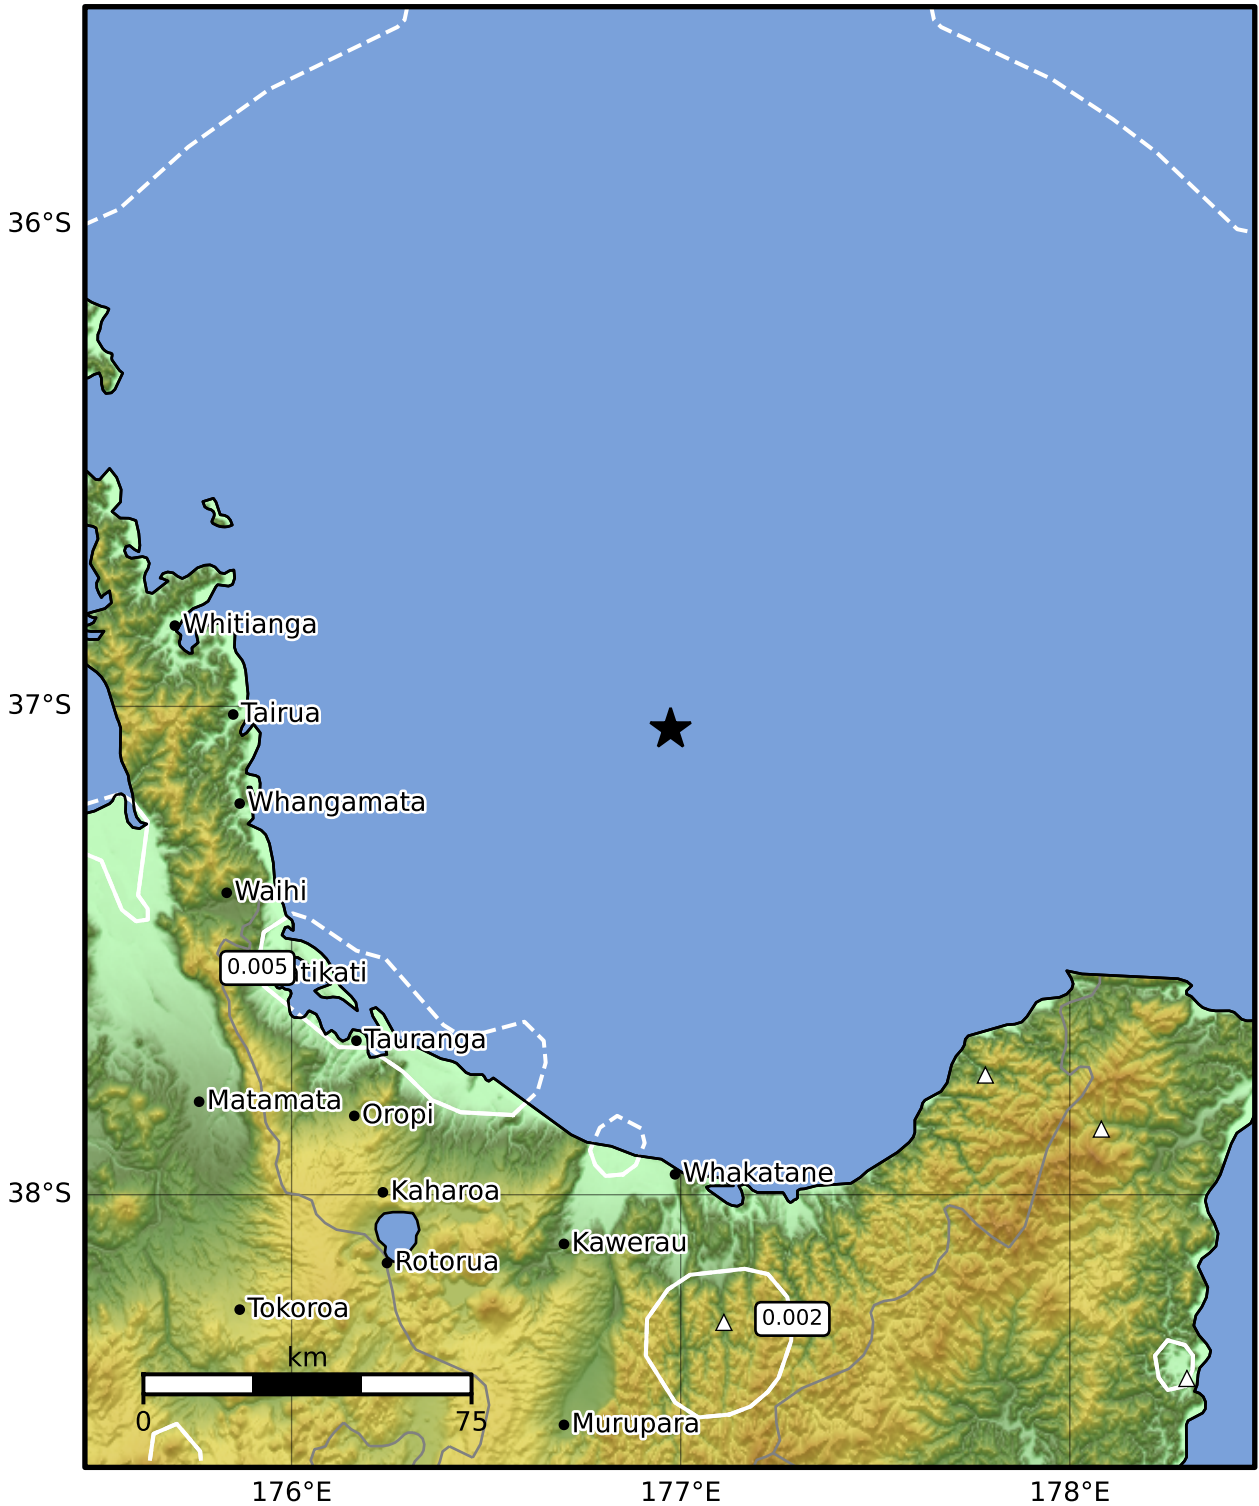 36°S
Whitianga
37°S
Tairua
Whangamata
Waihi
0.005
tikati
Tauranga
Matamata
Oropi
Whakatane
38°S
Kaharoa
Kawerau
Rotorua
Tokoroa
0.002
km
0
75
Murupara
176°E
177°E
178°E